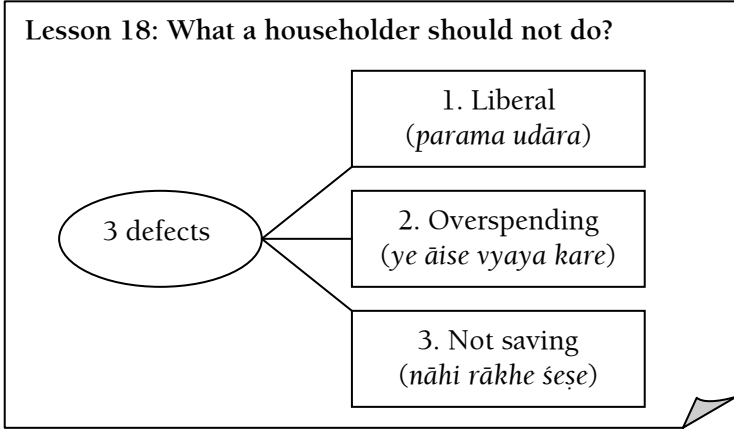 Lesson 18: What a householder should not do?
1. Liberal
(parama udāra)
3 defects
2. Overspending
(ye āise vyaya kare)
3. Not saving
(nāhi rākhe śeṣe)